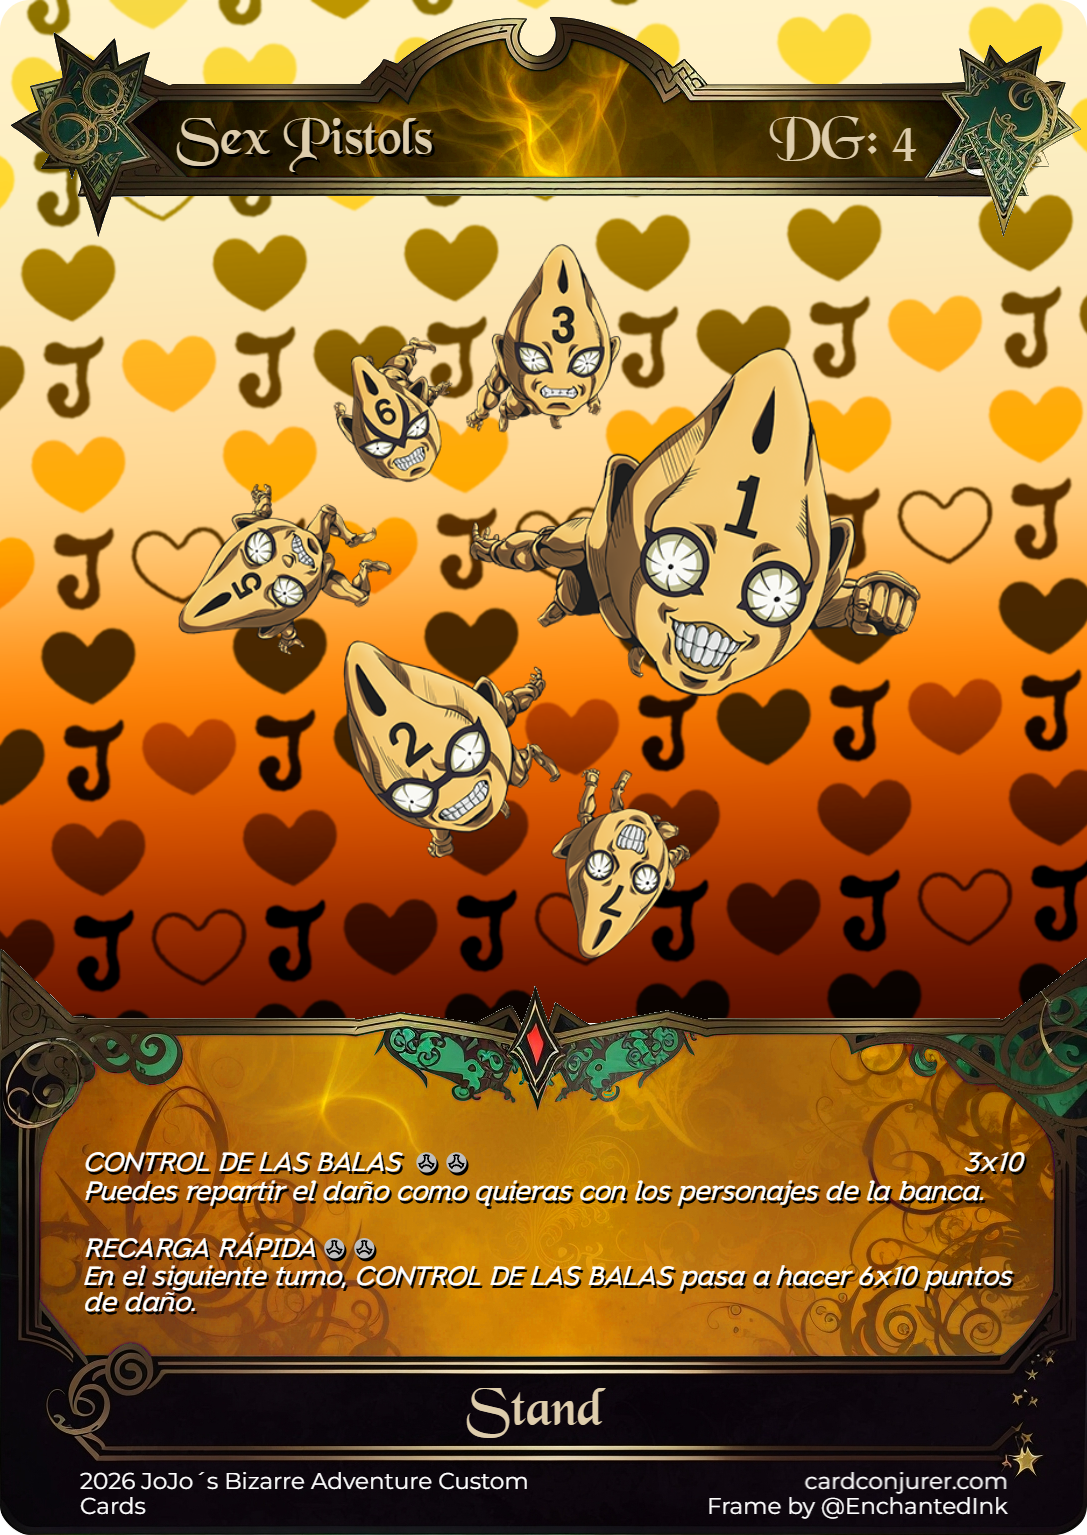 Sex Pistols
DG: 4
3
6
1
5
2
7
CONTROL DE LAS BALAS 3x10
Puedes repartir el daño como quieras con los personajes de la banca.
RECARGA RÁPIDA
En el siguiente turno, CONTROL DE LAS BALAS pasa a hacer 6x10 puntos
de daño.
Stand
2026 JoJo´s Bizarre Adventure Custom
Cards
cardconjurer.com
Frame by @EnchantedInk